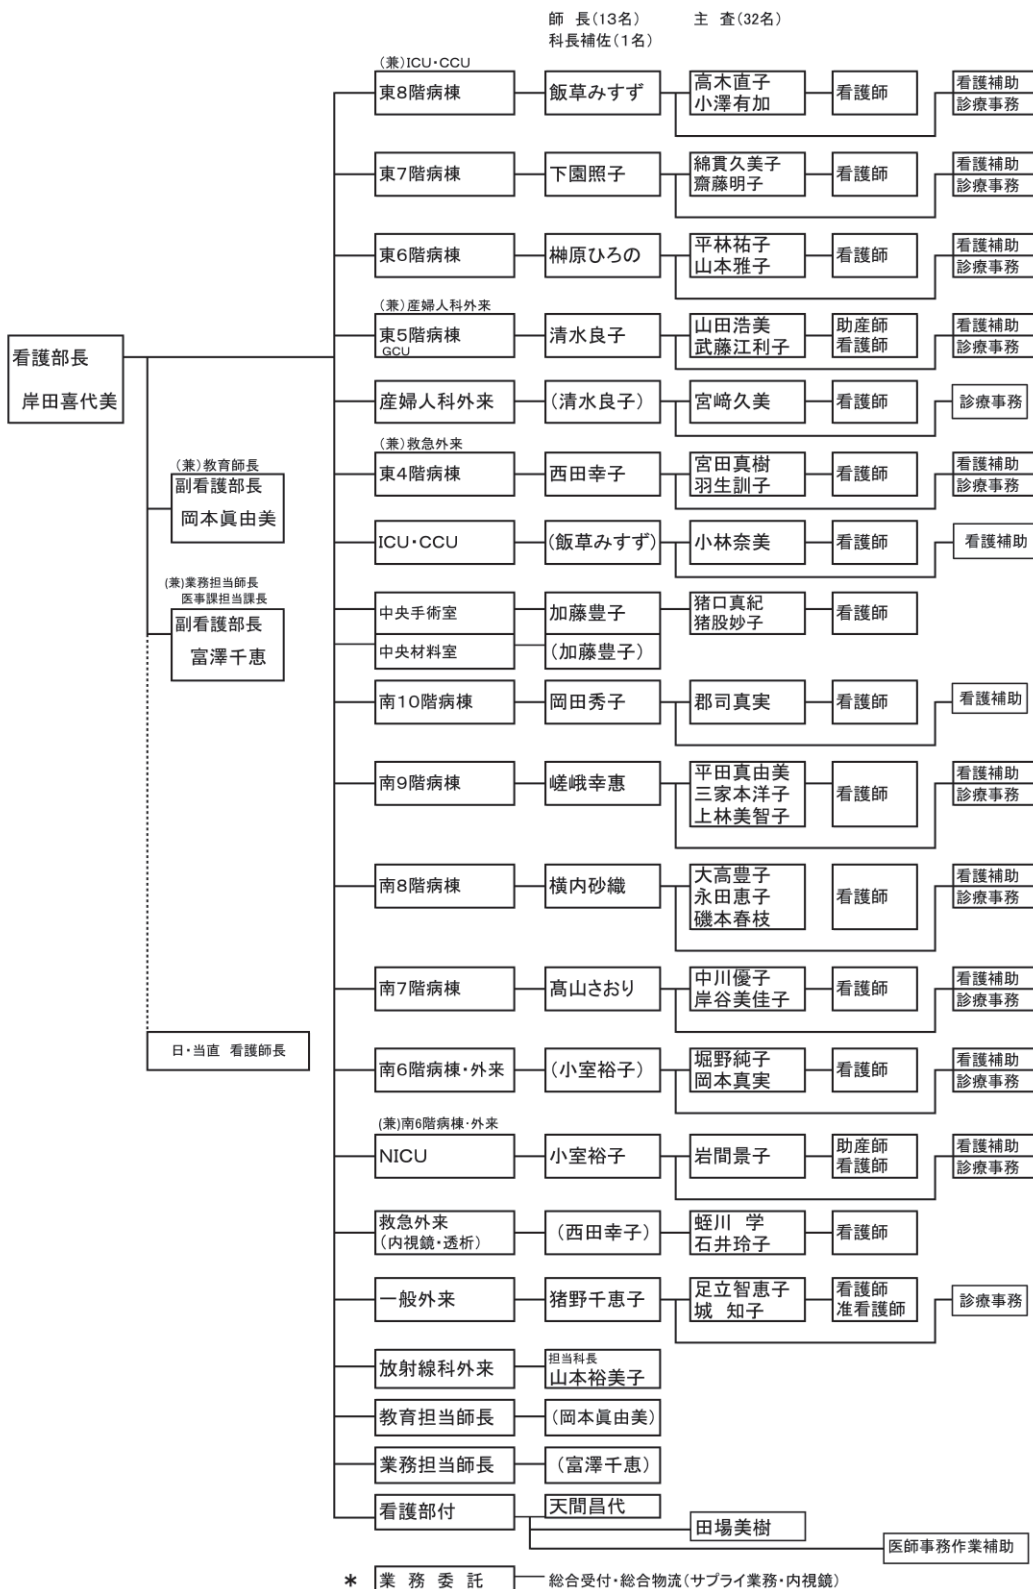 師 長(13名) 主 査(32名)
科長補佐(1名)
(兼)ICU・CCU
東8階病棟 飯草みすず 高木直子 看護師 看護補助
小澤有加 診療事務
東7階病棟 下園照子 綿貫久美子 看護師 看護補助
齋藤明子 診療事務
東6階病棟 榊原ひろの 平林祐子 看護師 看護補助
山本雅子 診療事務
(兼)産婦人科外来
東5階病棟 清水良子 山田浩美 助産師 看護補助
GCU 武藤江利子 看護師 診療事務
看護部長
岸田喜代美
産婦人科外来 (清水良子) 宮﨑久美 看護師 診療事務
(兼)救急外来
東4階病棟 西田幸子 宮田真樹 看護師 看護補助
羽生訓子 診療事務
(兼)教育師長
副看護部長
岡本眞由美
ICU・CCU (飯草みすず) 小林奈美 看護師 看護補助
(兼)業務担当師長
医事課担当課長
副看護部長
富澤千恵
中央手術室 加藤豊子 猪口真紀 看護師
猪股妙子
中央材料室 (加藤豊子)
南10階病棟 岡田秀子 郡司真実 看護師 看護補助
南9階病棟 嵯峨幸惠 平田真由美 看護師 看護補助
三家本洋子 診療事務
上林美智子
南8階病棟 横内砂織 大高豊子 看護師 看護補助
永田恵子 診療事務
磯本春枝
南7階病棟 髙山さおり 中川優子 看護師 看護補助
岸谷美佳子 診療事務
日・当直 看護師長
南6階病棟・外来 (小室裕子) 堀野純子 看護師 看護補助
岡本真実 診療事務
(兼)南6階病棟・外来
NICU 小室裕子 岩間景子 助産師 看護補助
看護師 診療事務
救急外来 (西田幸子) 蛭川 学 看護師
(内視鏡・透析) 石井玲子
一般外来 猪野千恵子 足立智恵子 看護師 診療事務
城 知子 准看護師
放射線科外来 担当科長
山本裕美子
教育担当師長 (岡本眞由美)
業務担当師長 (富澤千恵)
看護部付 天間昌代
田場美樹
医師事務作業補助
* 業 務 委 託 総合受付・総合物流(サプライ業務・内視鏡)